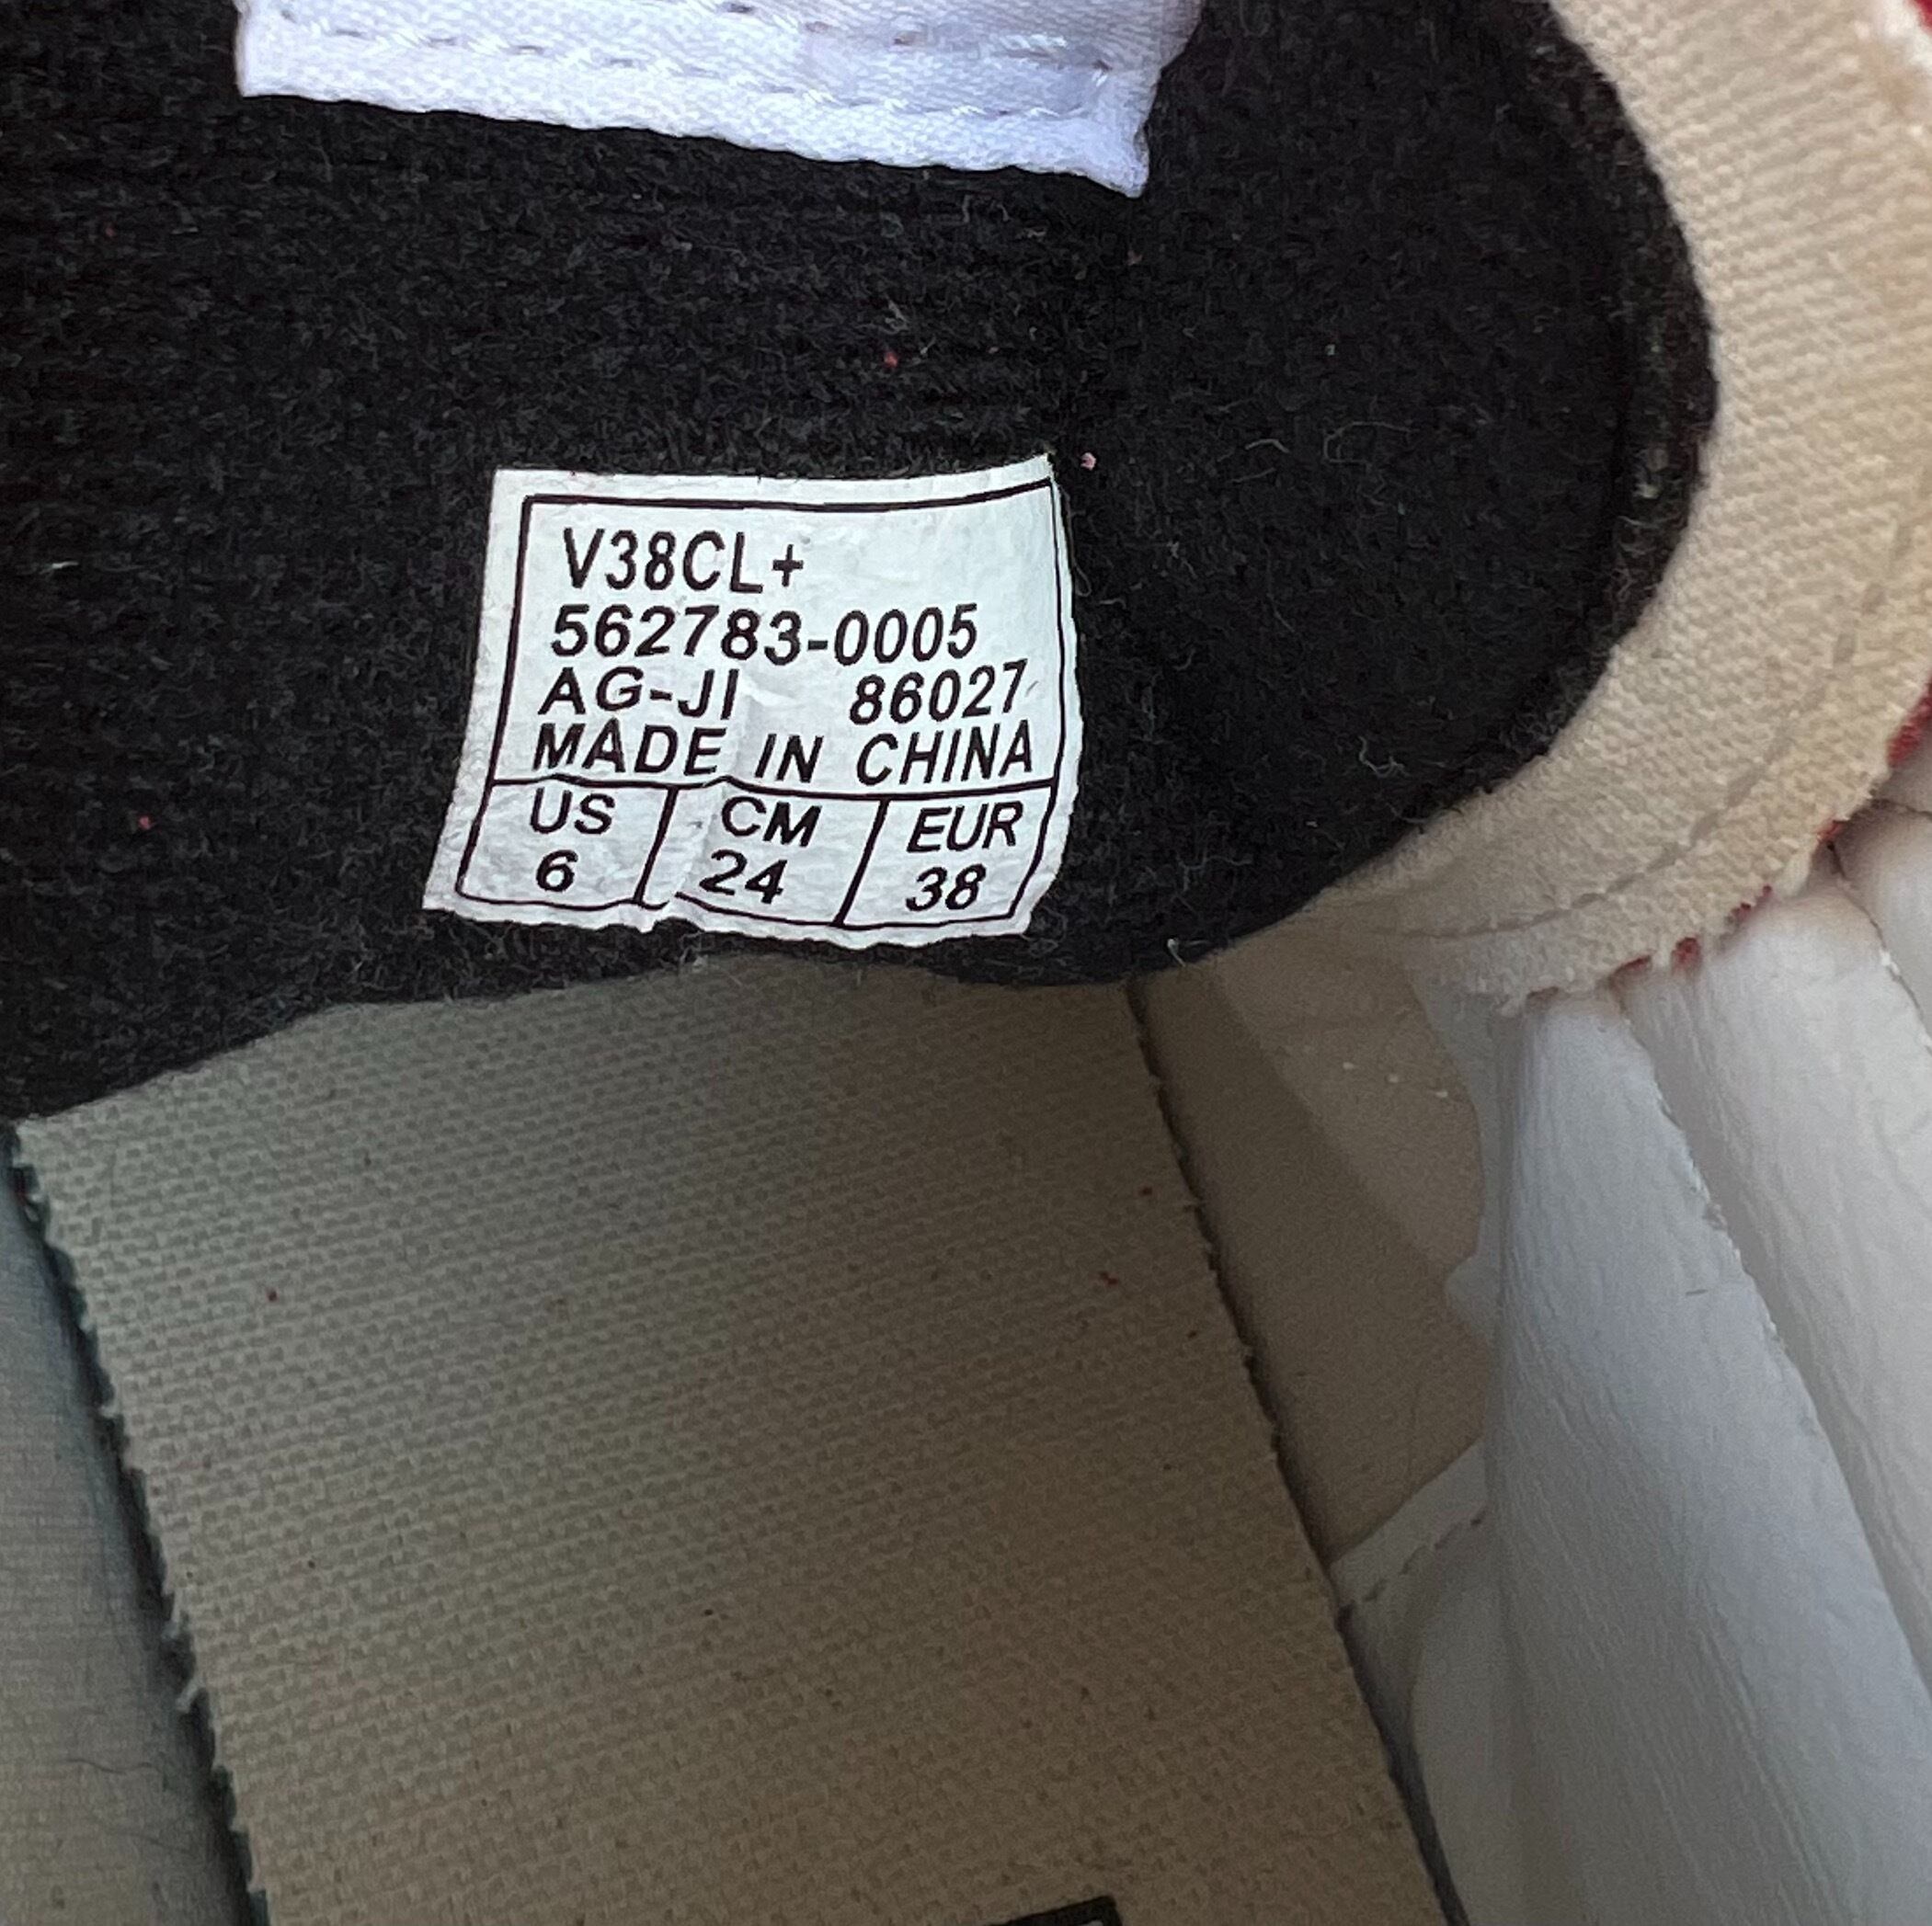 V38CL+
562783-0005
AG-JI 86027
MADE IN CHINA
US CM EUR
6 24 38